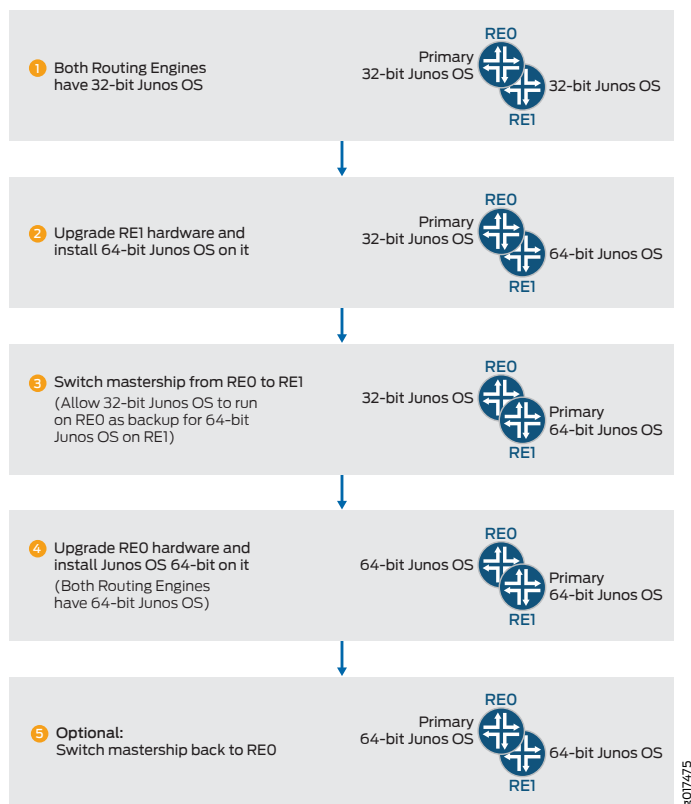 RE0
1 Both Routing Engines
have 32-bit Junos OS
Primary
32-bit Junos OS
32-bit Junos OS
RE1
RE0
2 Upgrade RE1 hardware and
install 64-bit Junos OS on it
Primary
32-bit Junos OS
64-bit Junos OS
RE1
RE0
3 Switch mastership from RE0 to RE1
(Allow 32-bit Junos OS to run
on RE0 as backup for 64-bit
Junos OS on RE1)
32-bit Junos OS
Primary
64-bit Junos OS
RE1
RE0
4 Upgrade RE0 hardware and
install Junos OS 64-bit on it
(Both Routing Engines
have 64-bit Junos OS)
64-bit Junos OS
Primary
64-bit Junos OS
RE1
RE0
5 Optional:
Switch mastership back to RE0
Primary
64-bit Junos OS
64-bit Junos OS
RE1